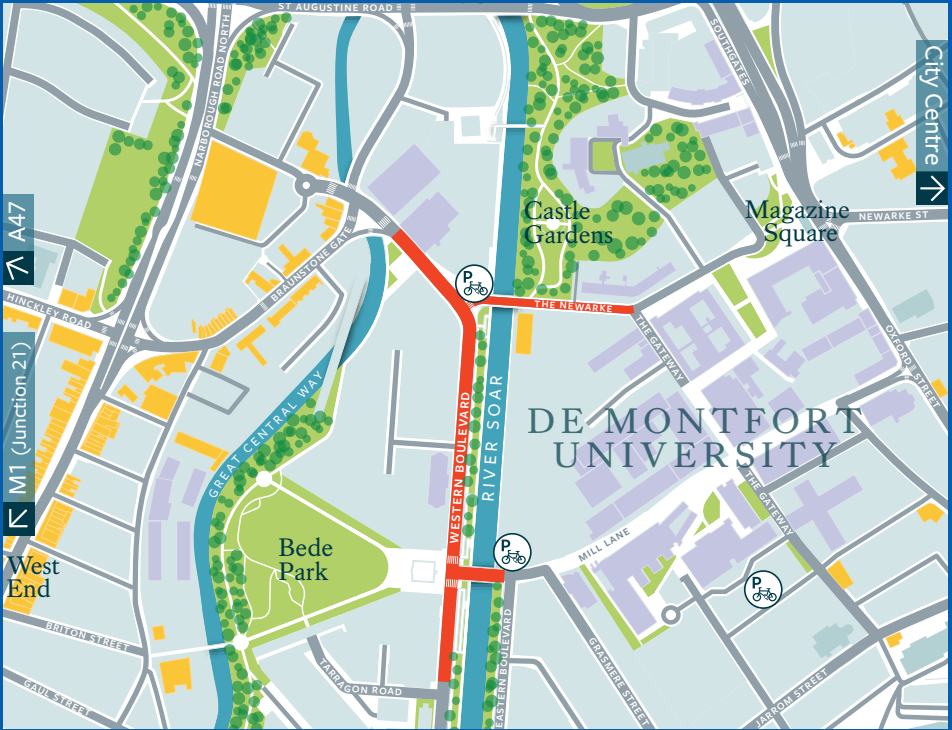 ST AUGUSTINE ROAD
NARBOROUGH ROAD NORTH
SOUTHGATES
City Centre
A47
Castle
Gardens
Magazine
Square
NEWARKE ST
BRAUNSTONE GATE
P
THE NEWARKE
HINCKLEY ROAD
THE GATEWAY
OXFORD STREET
M1 (Junction 21)
GREAT CENTRAL WAY
WESTERN BOULEVARD
RIVER SOAR
DE MONTFORT
UNIVERSITY
THE GATEWAY
MILL LANE
P
Bede
Park
West
End
P
BRITON STREET
EASTERN BOULEVARD
GRASMERE STREET
TARRAGON ROAD
GAUL STREET
JARROM STREET